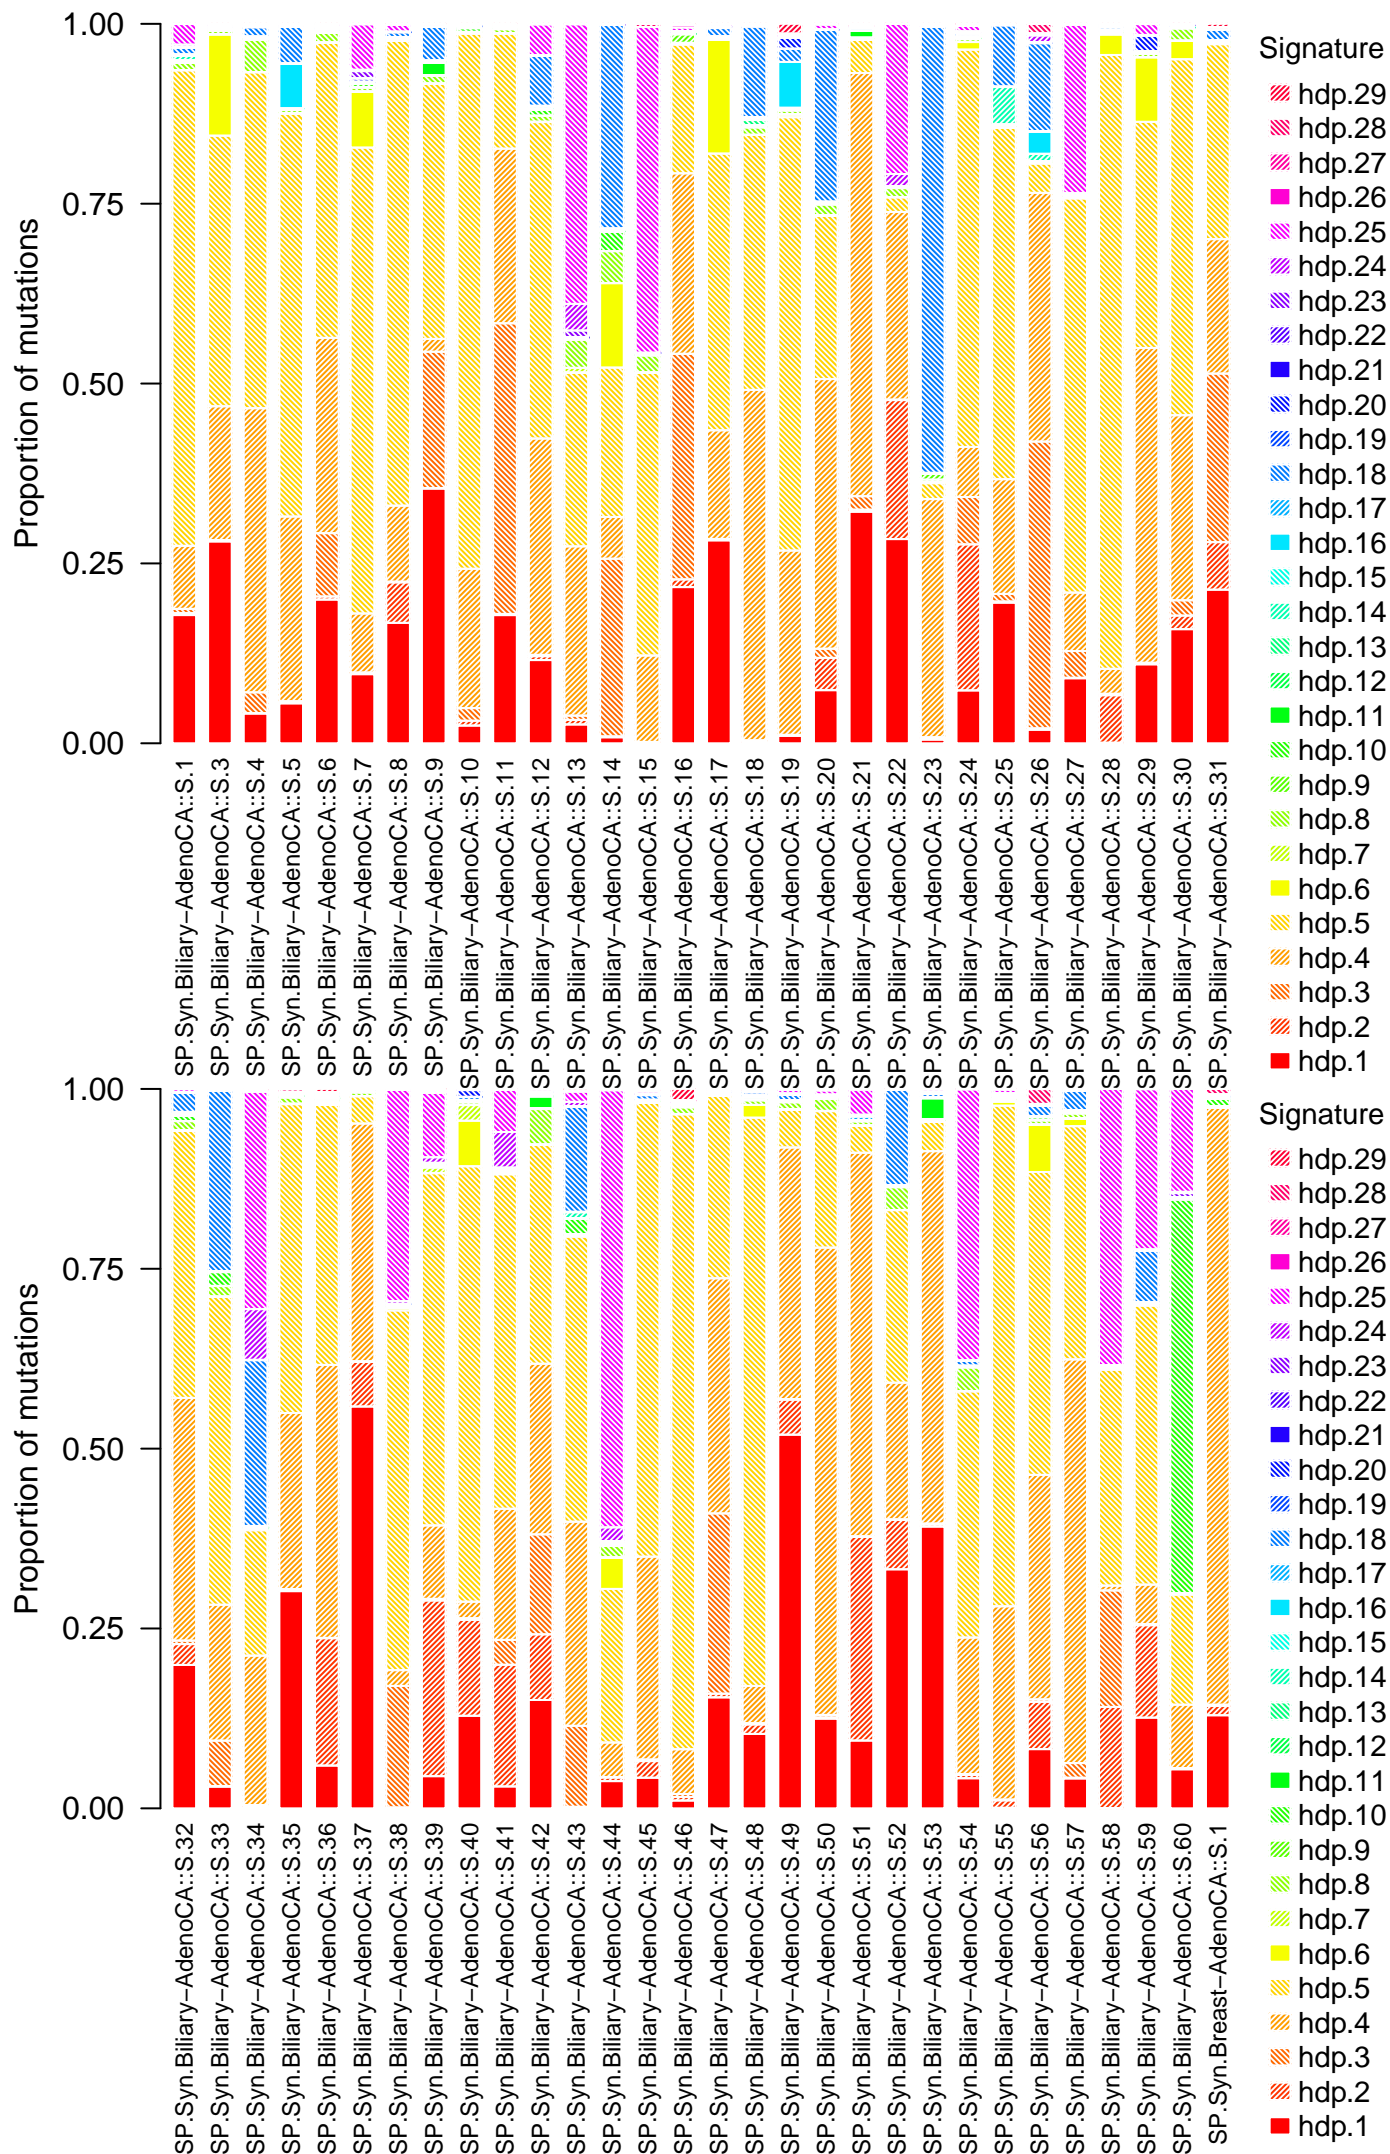 Proportion of mutations
1.00
0.75
0.50
0.25
0.00
SP.Syn.Biliary−AdenoCA::S.1
SP.Syn.Biliary−AdenoCA::S.3
SP.Syn.Biliary−AdenoCA::S.4
SP.Syn.Biliary−AdenoCA::S.5
SP.Syn.Biliary−AdenoCA::S.6
SP.Syn.Biliary−AdenoCA::S.7
SP.Syn.Biliary−AdenoCA::S.8
SP.Syn.Biliary−AdenoCA::S.9
SP.Syn.Biliary−AdenoCA::S.10
SP.Syn.Biliary−AdenoCA::S.11
SP.Syn.Biliary−AdenoCA::S.12
SP.Syn.Biliary−AdenoCA::S.13
SP.Syn.Biliary−AdenoCA::S.14
SP.Syn.Biliary−AdenoCA::S.15
SP.Syn.Biliary−AdenoCA::S.16
SP.Syn.Biliary−AdenoCA::S.17
SP.Syn.Biliary−AdenoCA::S.18
SP.Syn.Biliary−AdenoCA::S.19
SP.Syn.Biliary−AdenoCA::S.20
SP.Syn.Biliary−AdenoCA::S.21
SP.Syn.Biliary−AdenoCA::S.22
SP.Syn.Biliary−AdenoCA::S.23
SP.Syn.Biliary−AdenoCA::S.24
SP.Syn.Biliary−AdenoCA::S.25
SP.Syn.Biliary−AdenoCA::S.26
SP.Syn.Biliary−AdenoCA::S.27
SP.Syn.Biliary−AdenoCA::S.28
SP.Syn.Biliary−AdenoCA::S.29
SP.Syn.Biliary−AdenoCA::S.30
SP.Syn.Biliary−AdenoCA::S.31
Signature
hdp.29
hdp.28
hdp.27
hdp.26
hdp.25
hdp.24
hdp.23
hdp.22
hdp.21
hdp.20
hdp.19
hdp.18
hdp.17
hdp.16
hdp.15
hdp.14
hdp.13
hdp.12
hdp.11
hdp.10
hdp.9
hdp.8
hdp.7
hdp.6
hdp.5
hdp.4
hdp.3
hdp.2
hdp.1
Proportion of mutations
1.00
0.75
0.50
0.25
0.00
SP.Syn.Biliary−AdenoCA::S.32
SP.Syn.Biliary−AdenoCA::S.33
SP.Syn.Biliary−AdenoCA::S.34
SP.Syn.Biliary−AdenoCA::S.35
SP.Syn.Biliary−AdenoCA::S.36
SP.Syn.Biliary−AdenoCA::S.37
SP.Syn.Biliary−AdenoCA::S.38
SP.Syn.Biliary−AdenoCA::S.39
SP.Syn.Biliary−AdenoCA::S.40
SP.Syn.Biliary−AdenoCA::S.41
SP.Syn.Biliary−AdenoCA::S.42
SP.Syn.Biliary−AdenoCA::S.43
SP.Syn.Biliary−AdenoCA::S.44
SP.Syn.Biliary−AdenoCA::S.45
SP.Syn.Biliary−AdenoCA::S.46
SP.Syn.Biliary−AdenoCA::S.47
SP.Syn.Biliary−AdenoCA::S.48
SP.Syn.Biliary−AdenoCA::S.49
SP.Syn.Biliary−AdenoCA::S.50
SP.Syn.Biliary−AdenoCA::S.51
SP.Syn.Biliary−AdenoCA::S.52
SP.Syn.Biliary−AdenoCA::S.53
SP.Syn.Biliary−AdenoCA::S.54
SP.Syn.Biliary−AdenoCA::S.55
SP.Syn.Biliary−AdenoCA::S.56
SP.Syn.Biliary−AdenoCA::S.57
SP.Syn.Biliary−AdenoCA::S.58
SP.Syn.Biliary−AdenoCA::S.59
SP.Syn.Biliary−AdenoCA::S.60
SP.Syn.Breast−AdenoCA::S.1
Signature
hdp.29
hdp.28
hdp.27
hdp.26
hdp.25
hdp.24
hdp.23
hdp.22
hdp.21
hdp.20
hdp.19
hdp.18
hdp.17
hdp.16
hdp.15
hdp.14
hdp.13
hdp.12
hdp.11
hdp.10
hdp.9
hdp.8
hdp.7
hdp.6
hdp.5
hdp.4
hdp.3
hdp.2
hdp.1